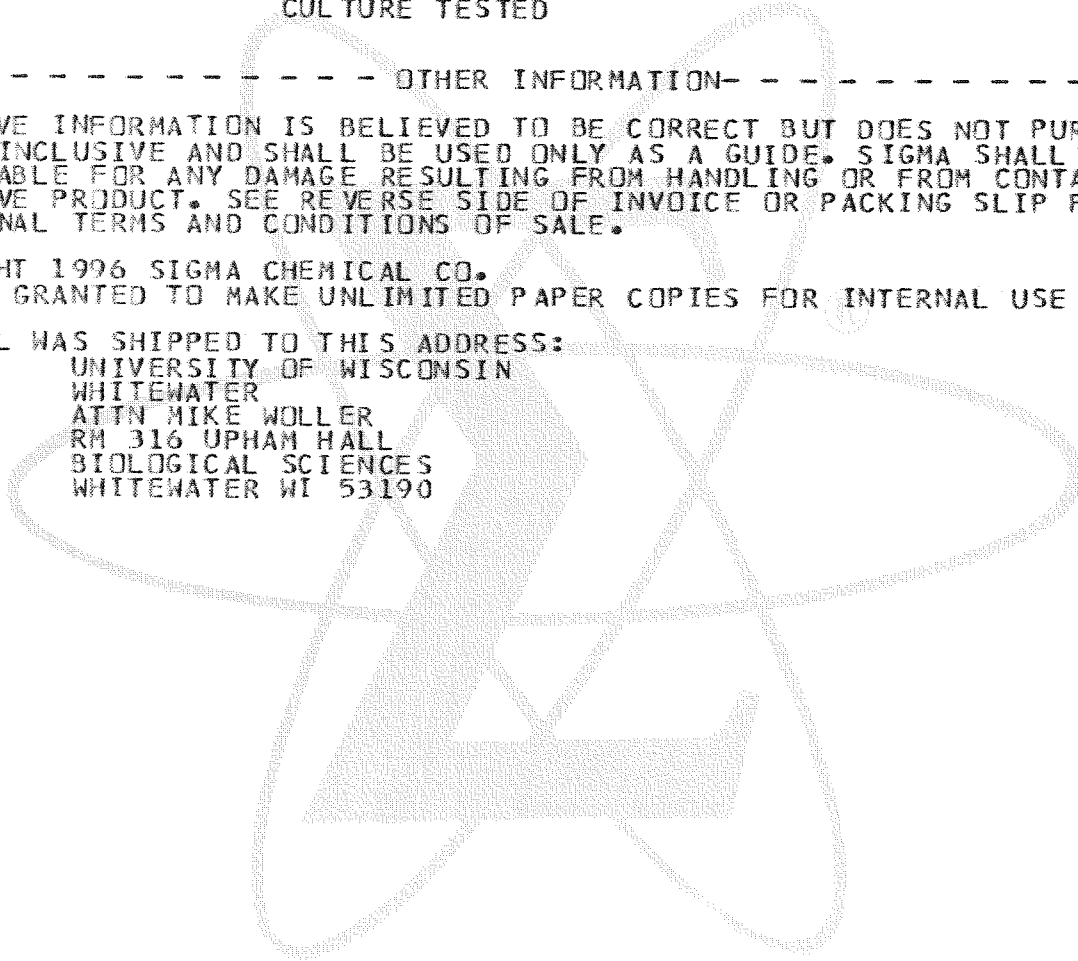 CULTURE TESTED
- - - - - - - - - - - OTHER INFORMATION- - - - - - - - - -
VE INFORMATION IS BELIEVED TO BE CORRECT BUT DOES NOT PUR
INCLUSIVE AND SHALL BE USED ONLY AS A GUIDE. SIGMA SHALL
ABLE FOR ANY DAMAGE RESULTING FROM HANDLING OR FROM CONTA
VE PRODUCT. SEE REVERSE SIDE OF INVOICE OR PACKING SLIP F
NAL TERMS AND CONDITIONS OF SALE.
HT 1996 SIGMA CHEMICAL CO.
GRANTED TO MAKE UNLIMITED PAPER COPIES FOR INTERNAL USE
L WAS SHIPPED TO THIS ADDRESS:
UNIVERSITY OF WISCONSIN
WHITEWATER
ATTN MIKE WOLLER
RM 316 UPHAM HALL
BIOLOGICAL SCIENCES
WHITEWATER WI 53190